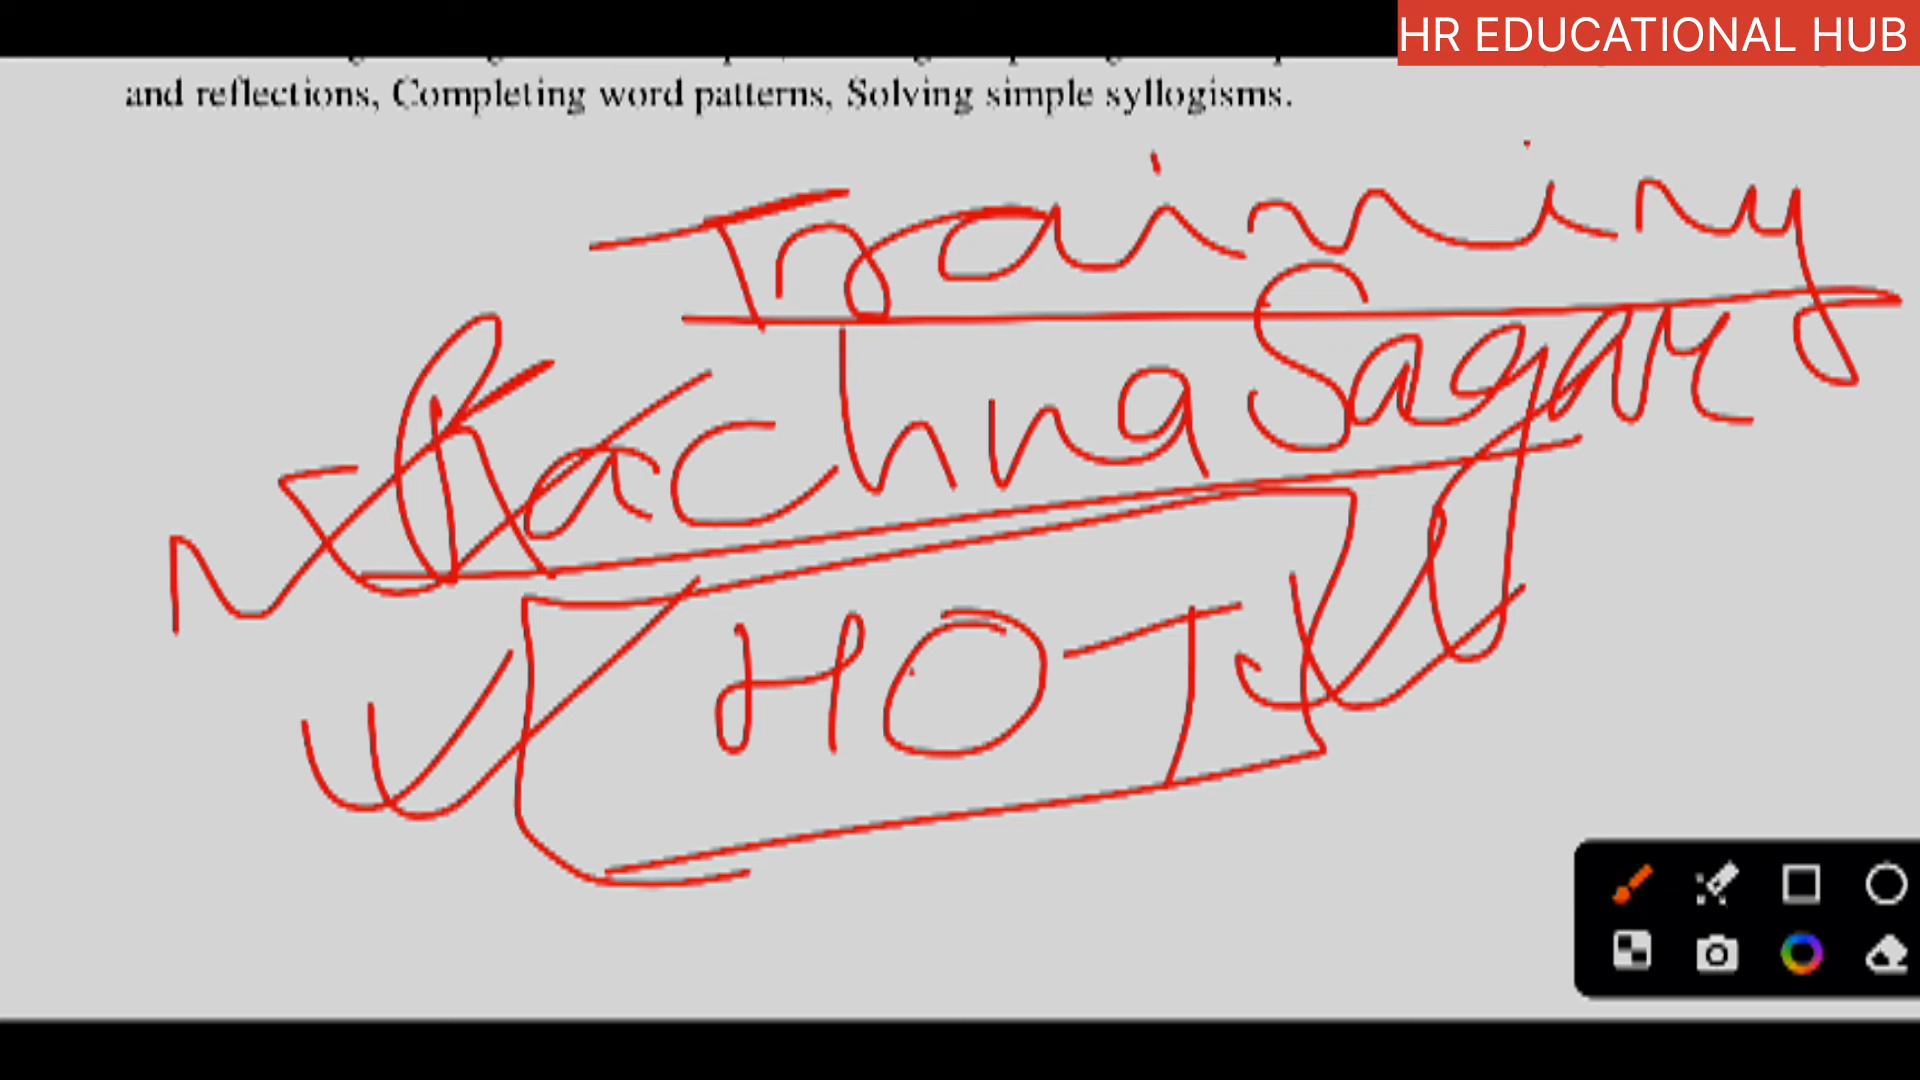 HR EDUCATIONAL HUB
and reflections, Completing word patterns, Solving simple syllogisms.
Training
Rachna Sagar
HOTS